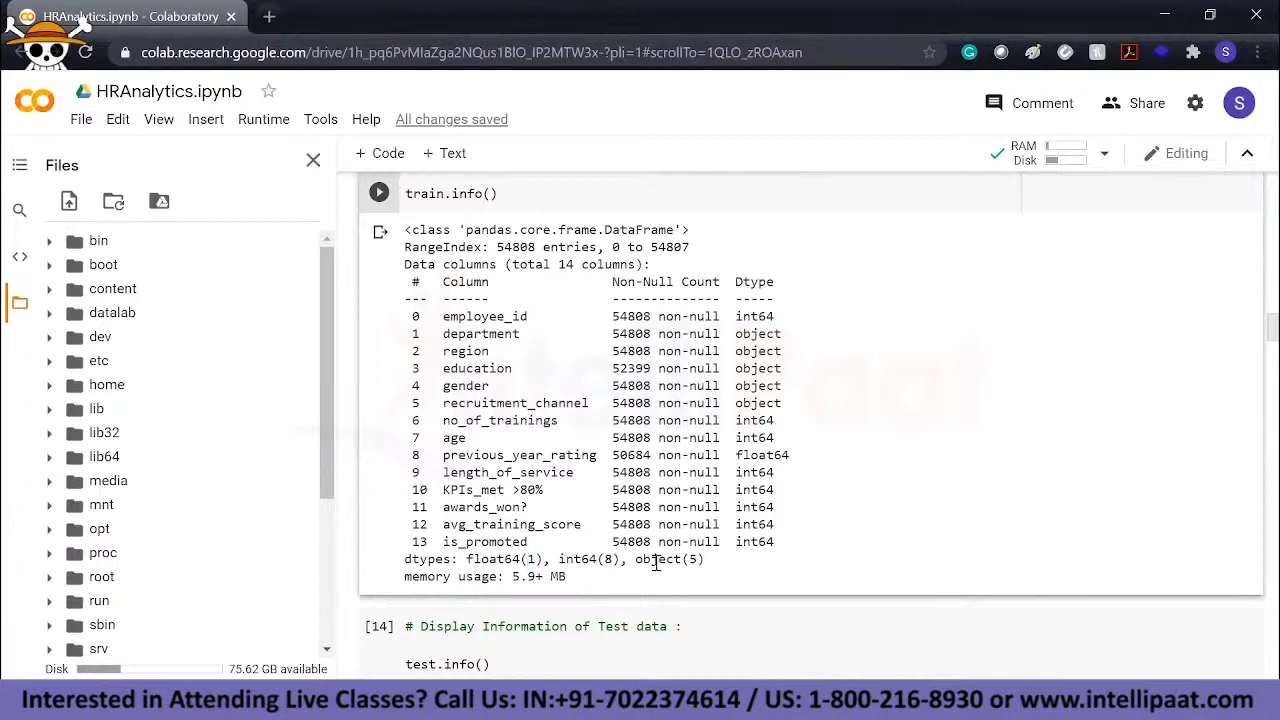 HRAnalytics.ipynb - Colaboratory
HRAnalytics.ipynb
File Edit View Insert Runtime Tools Help All changes saved
Comment Share S
Files
+ Code + Text
RAM
Disk
Editing
bin
boot
content
datalab
dev
etc
home
lib
lib32
lib64
media
mnt
opt
proc
root
run
sbin
srv
Disk 75.62 GB available
train.info()
<class 'pandas.core.frame.DataFrame'>
RangeIndex: 54808 entries, 0 to 54807
Data columns (total 14 columns):
# Column Non-Null Count Dtype
--- ------ -------------- -----
0 employee_id 54808 non-null int64
1 department 54808 non-null object
2 region 54808 non-null object
3 education 52399 non-null object
4 gender 54808 non-null object
5 recruitment_channel 54808 non-null object
6 no_of_trainings 54808 non-null int64
7 age 54808 non-null int64
8 previous_year_rating 50684 non-null float64
9 length_of_service 54808 non-null int64
10 KPIs_met >80% 54808 non-null int64
11 awards_won? 54808 non-null int64
12 avg_training_score 54808 non-null int64
13 is_promoted 54808 non-null int64
dtypes: float64(1), int64(8), object(5)
memory usage: 5.9+ MB
[14] # Display Information of Test data :
test.info()
Interested in Attending Live Classes? Call Us: IN:+91-7022374614 / US: 1-800-216-8930 or www.intellipaat.com